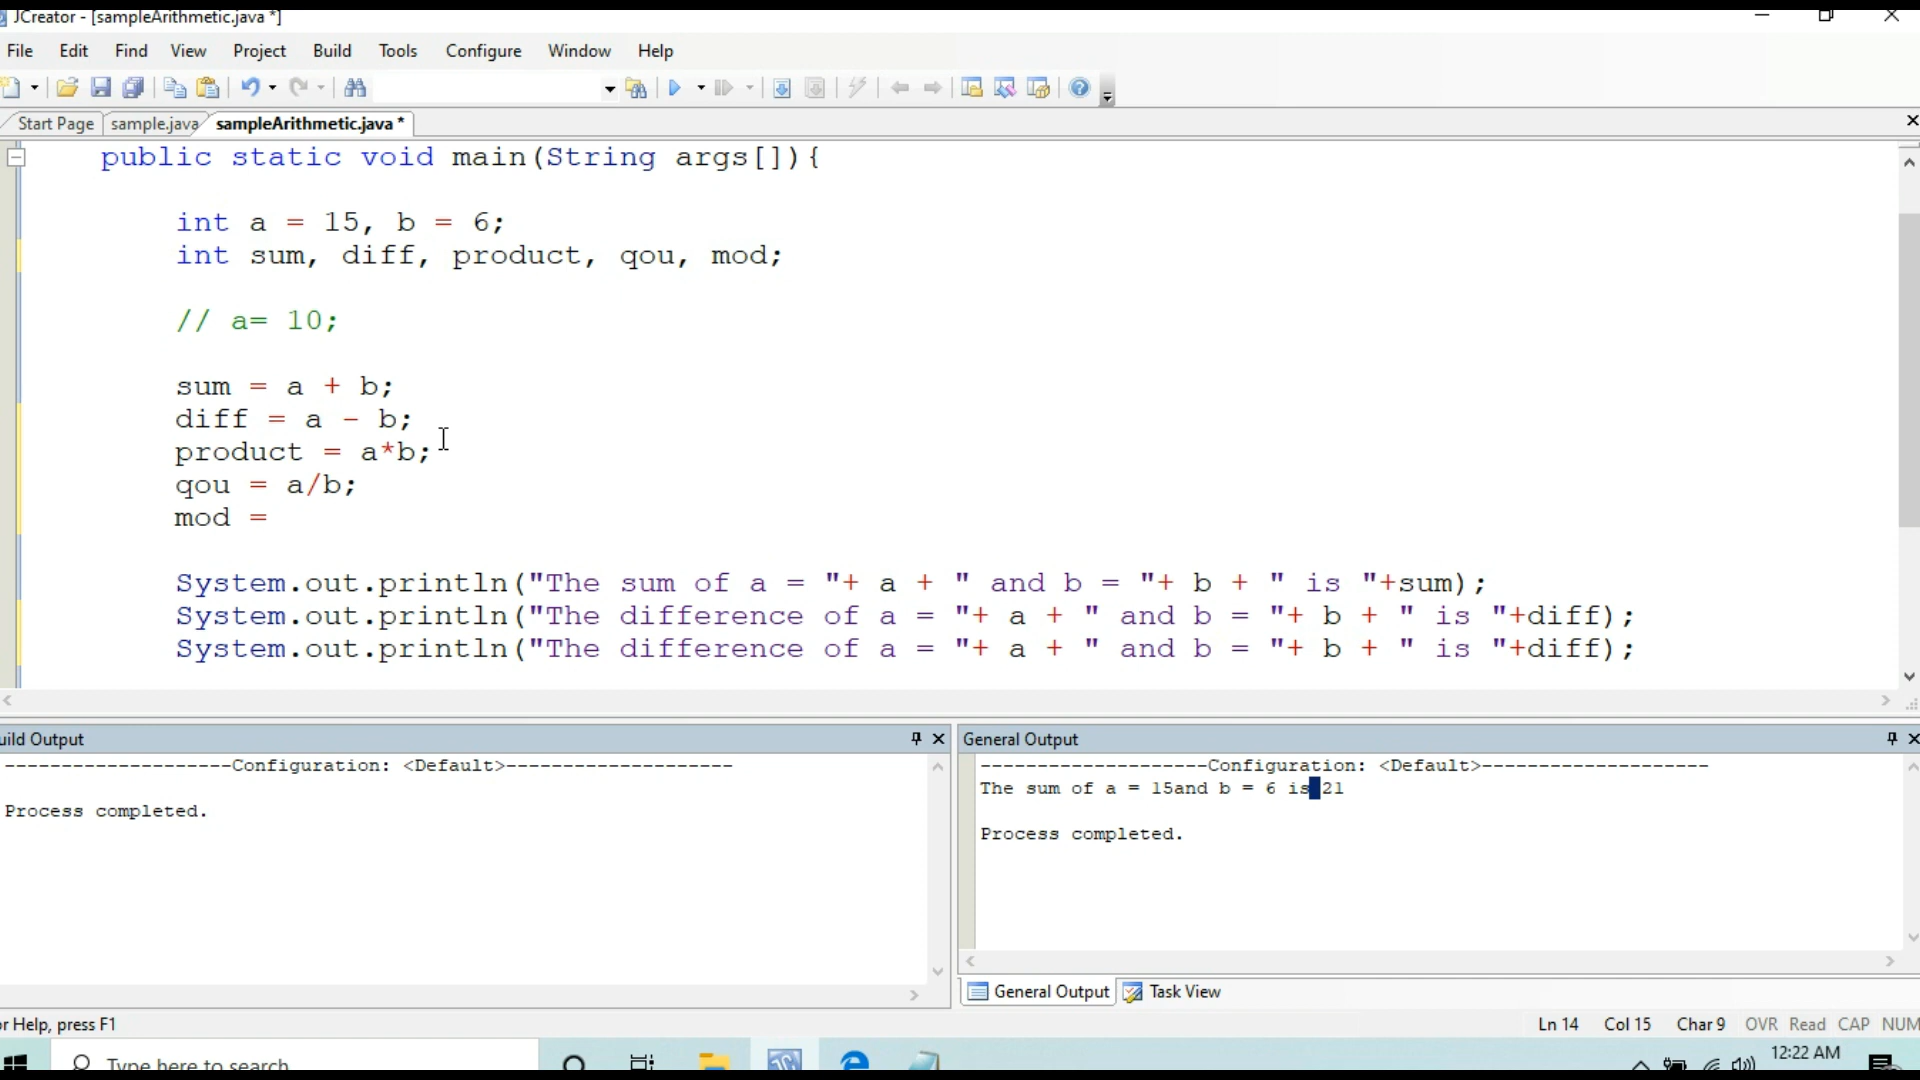 JCreator - [sampleArithmetic.java *]
File Edit Find View Project Build Tools Configure Window Help
Start Page sample.java sampleArithmetic.java *
public static void main(String args[]){
int a = 15, b = 6;
int sum, diff, product, qou, mod;
// a= 10;
sum = a + b;
diff = a - b;
product = a*b;
qou = a/b;
mod =
System.out.println("The sum of a = "+ a + " and b = "+ b + " is "+sum);
System.out.println("The difference of a = "+ a + " and b = "+ b + " is "+diff);
System.out.println("The difference of a = "+ a + " and b = "+ b + " is "+diff);
uild Output
--------------------Configuration: <Default>--------------------
Process completed.
General Output
--------------------Configuration: <Default>--------------------
The sum of a = 15and b = 6 is 21
Process completed.
General Output Task View
or Help, press F1
Ln 14 Col 15 Char 9 OVR Read CAP NUM
Type here to search
12:22 AM